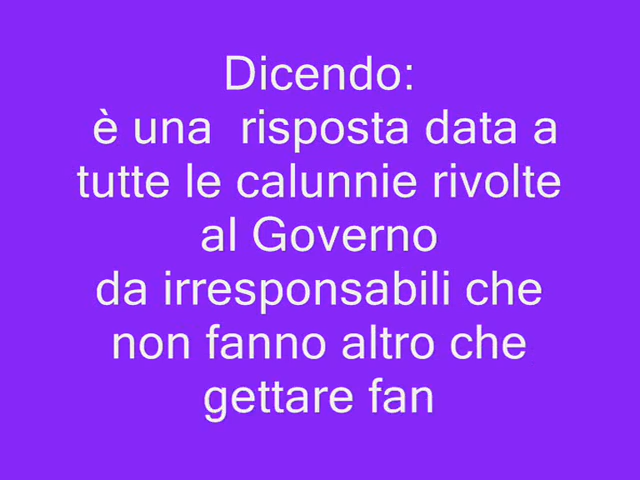 Dicendo:
è una risposta data a
tutte le calunnie rivolte
al Governo
da irresponsabili che
non fanno altro che
gettare fan